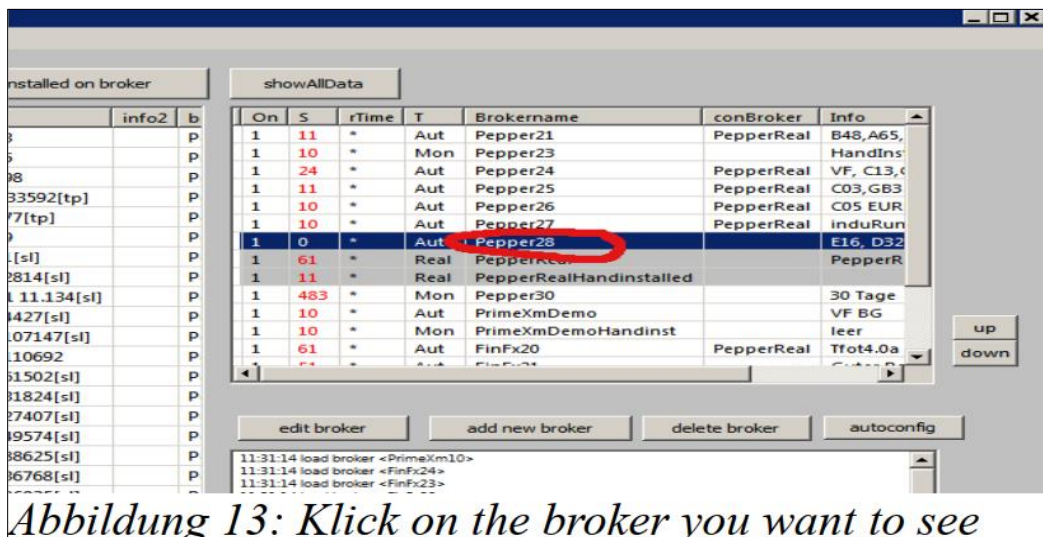 nstalled on broker showAllData
info2 b On S rTime T Brokername conBroker Info
P 1 11 * Aut Pepper21 PepperReal B48,A65,
P 1 10 * Mon Pepper23 HandIns
98 P 1 24 * Aut Pepper24 PepperReal VF, C13,
33592[tp] P 1 11 * Aut Pepper25 PepperReal C03,GB3
77[tp] P 1 10 * Aut Pepper26 PepperReal C05 EUR
P 1 10 * Aut Pepper27 PepperReal induRun
[sl] P 1 0 * Aut Pepper28 E16, D32
2814[sl] P 1 61 * Real PepperReal PepperR
1 11.134[sl] P 1 11 * Real PepperRealHandinstalled
4427[sl] P 1 483 * Mon Pepper30 30 Tage
107147[sl] P 1 10 * Aut PrimeXmDemo VF BG
110692 P 1 10 * Mon PrimeXmDemoHandinst leer up
51502[sl] P 1 61 * Aut FinFx20 PepperReal Tfot4.0a down
31824[sl] P
27407[sl] P
49574[sl] P edit broker add new broker delete broker autoconfig
38625[sl] P 11:31:14 load broker <PrimeXm10>
36768[sl] P 11:31:14 load broker <FinFx24>
11:31:14 load broker <FinFx23>
Abbildung 13: Klick on the broker you want to see